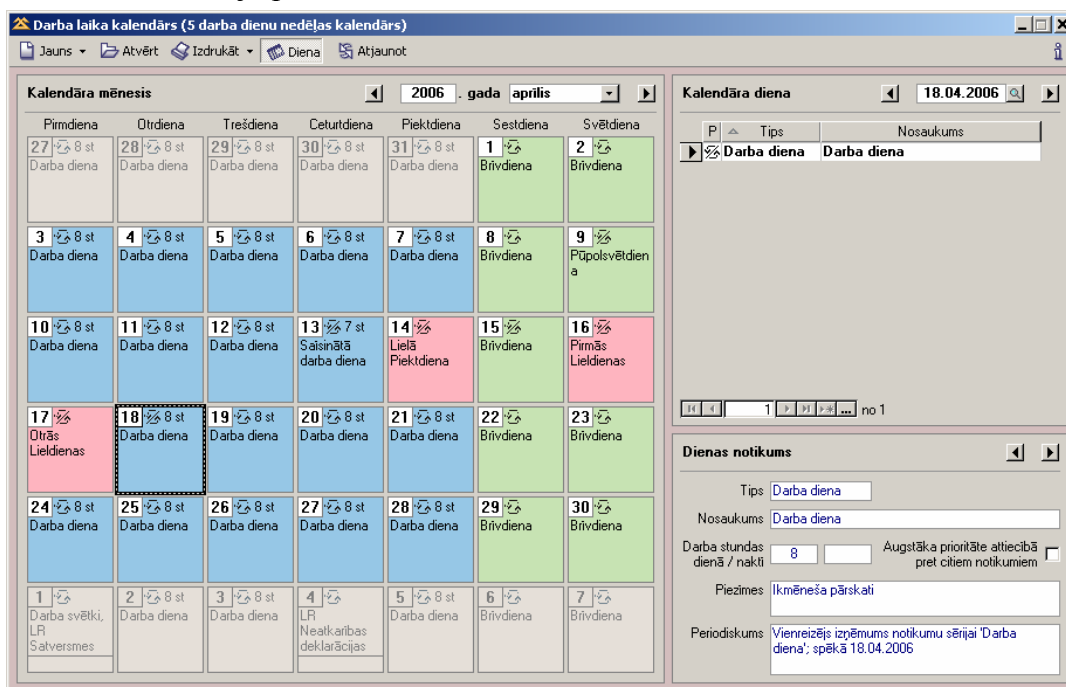 Darba laika kalendārs (5 darba dienu nedēļas kalendārs)
Jauns Atvērt Izdrukāt Diena Atjaunot
Kalendāra mēnesis 2006 . gada aprīlis
Pirmdiena Otrdiena Trešdiena Ceturtdiena Piektdiena Sestdiena Svētdiena
27 8 st 28 8 st 29 8 st 30 8 st 31 8 st 1 2
Darba diena Darba diena Darba diena Darba diena Darba diena Brīvdiena Brīvdiena
3 8 st 4 8 st 5 8 st 6 8 st 7 8 st 8 9
Darba diena Darba diena Darba diena Darba diena Darba diena Brīvdiena Pūpolsvētdien
a
10 8 st 11 8 st 12 8 st 13 7 st 14 15 16
Darba diena Darba diena Darba diena Saīsinātā Lielā Brīvdiena Pirmās
darba diena Piektdiena Lieldienas
17 18 8 st 19 8 st 20 8 st 21 8 st 22 23
Otrās Darba diena Darba diena Darba diena Darba diena Brīvdiena Brīvdiena
Lieldienas
24 8 st 25 8 st 26 8 st 27 8 st 28 8 st 29 30
Darba diena Darba diena Darba diena Darba diena Darba diena Brīvdiena Brīvdiena
1 2 8 st 3 8 st 4 5 8 st 6 7
Darba svētki, Darba diena Darba diena LR Darba diena Brīvdiena Brīvdiena
LR Neatkarības
Satversmes deklarācijas
Kalendāra diena 18.04.2006
P Tips Nosaukums
Darba diena Darba diena
1 ... no 1
Dienas notikums
Tips Darba diena
Nosaukums Darba diena
Darba stundas 8 Augstāka prioritāte attiecībā
dienā / naktī pret citiem notikumiem
Piezīmes Ikmēneša pārskati
Periodiskums Vienreizējs izņēmums notikumu sērijai 'Darba
diena'; spēkā 18.04.2006